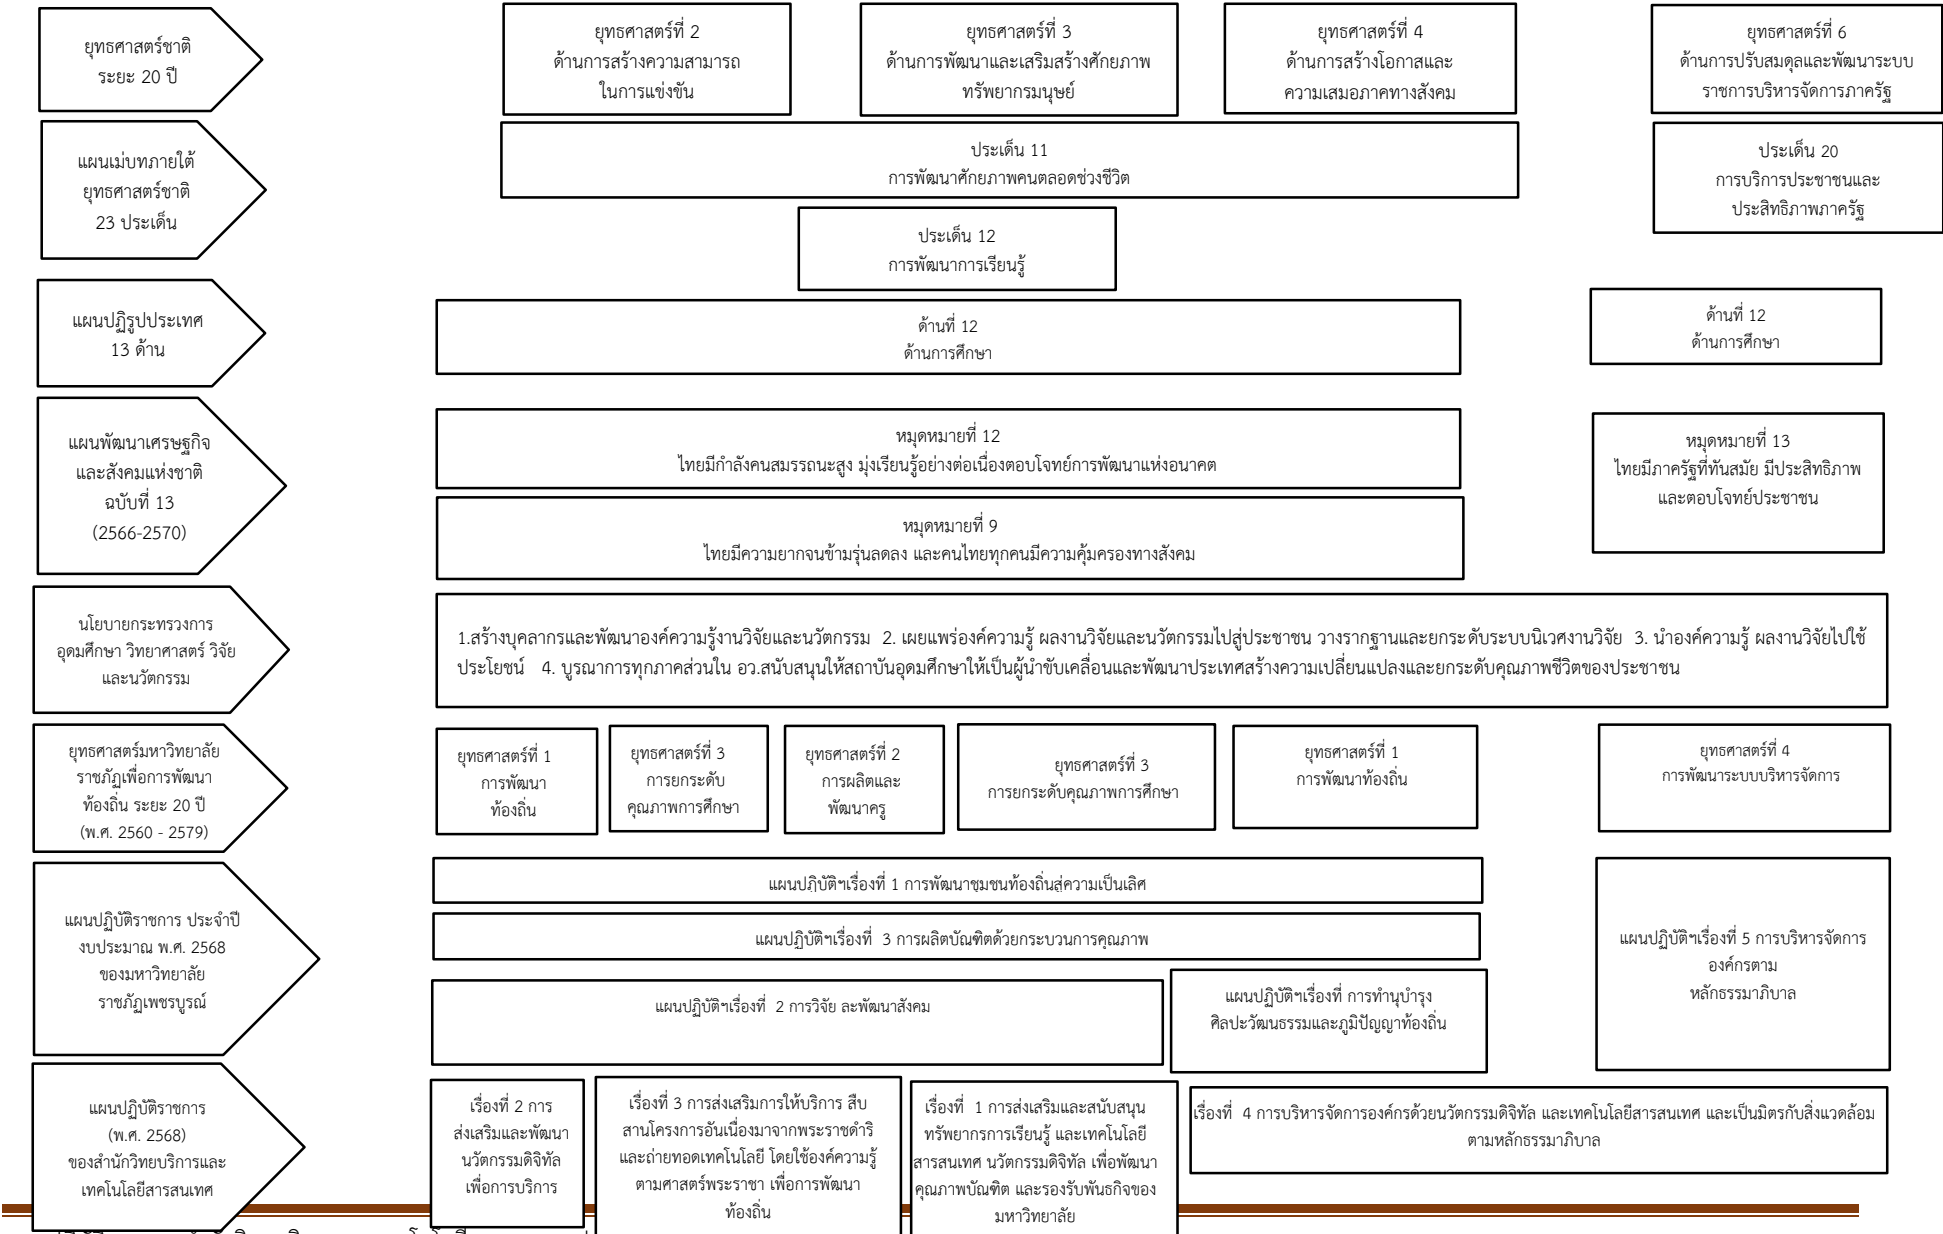 ยุทธศาสตร์ชาติ
ระยะ 20 ปี
ยุทธศาสตร์ที่ 2
ด้านการสร้างความสามารถ
ในการแข่งขัน
ยุทธศาสตร์ที่ 3
ด้านการพัฒนาและเสริมสร้างศักยภาพ
ทรัพยากรมนุษย์
ยุทธศาสตร์ที่ 4
ด้านการสร้างโอกาสและ
ความเสมอภาคทางสังคม
ยุทธศาสตร์ที่ 6
ด้านการปรับสมดุลและพัฒนาระบบ
ราชการบริหารจัดการภาครัฐ
แผนเม่บทภายใต้
ยุทธศาสตร์ชาติ
23 ประเด็น
ประเด็น 11
การพัฒนาศักยภาพคนตลอดช่วงชีวิต
ประเด็น 20
การบริการประชาชนและ
ประสิทธิภาพภาครัฐ
ประเด็น 12
การพัฒนาการเรียนรู้
แผนปฏิรูปประเทศ
13 ด้าน
ด้านที่ 12
ด้านการศึกษา
ด้านที่ 12
ด้านการศึกษา
แผนพัฒนาเศรษฐกิจ
และสังคมแห่งชาติ
ฉบับที่ 13
(2566-2570)
หมุดหมายที่ 12
ไทยมีกำลังคนสมรรถนะสูง มุ่งเรียนรู้อย่างต่อเนื่องตอบโจทย์การพัฒนาแห่งอนาคต
หมุดหมายที่ 13
ไทยมีภาครัฐที่ทันสมัย มีประสิทธิภาพ
และตอบโจทย์ประชาชน
หมุดหมายที่ 9
ไทยมีความยากจนข้ามรุ่นลดลง และคนไทยทุกคนมีความคุ้มครองทางสังคม
นโยบายกระทรวงการ
อุดมศึกษา วิทยาศาสตร์ วิจัย
และนวัตกรรม
1.สร้างบุคลากรและพัฒนาองค์ความรู้งานวิจัยและนวัตกรรม 2. เผยแพร่องค์ความรู้ ผลงานวิจัยและนวัตกรรมไปสู่ประชาชน วางรากฐานและยกระดับระบบนิเวศงานวิจัย 3. นำองค์ความรู้ ผลงานวิจัยไปใช้
ประโยชน์ 4. บูรณาการทุกภาคส่วนใน อว.สนับสนุนให้สถาบันอุดมศึกษาให้เป็นผู้นำขับเคลื่อนและพัฒนาประเทศสร้างความเปลี่ยนแปลงและยกระดับคุณภาพชีวิตของประชาชน
ยุทธศาสตร์มหาวิทยาลัย
ราชภัฏเพื่อการพัฒนา
ท้องถิ่น ระยะ 20 ปี
(พ.ศ. 2560 - 2579)
ยุทธศาสตร์ที่ 1
การพัฒนา
ท้องถิ่น
ยุทธศาสตร์ที่ 3
การยกระดับ
คุณภาพการศึกษา
ยุทธศาสตร์ที่ 2
การผลิตและ
พัฒนาครู
ยุทธศาสตร์ที่ 3
การยกระดับคุณภาพการศึกษา
ยุทธศาสตร์ที่ 1
การพัฒนาท้องถิ่น
ยุทธศาสตร์ที่ 4
การพัฒนาระบบบริหารจัดการ
แผนปฏิบัติราชการ ประจำปี
งบประมาณ พ.ศ. 2568
ของมหาวิทยาลัย
ราชภัฏเพชรบูรณ์
แผนปฏิบัติฯเรื่องที่ 1 การพัฒนาชุมชนท้องถิ่นสู่ความเป็นเลิศ
แผนปฏิบัติฯเรื่องที่ 3 การผลิตบัณฑิตด้วยกระบวนการคุณภาพ
แผนปฏิบัติฯเรื่องที่ 2 การวิจัย ละพัฒนาสังคม
แผนปฏิบัติฯเรื่องที่ การทำนุบำรุง
ศิลปะวัฒนธรรมและภูมิปัญญาท้องถิ่น
แผนปฏิบัติฯเรื่องที่ 5 การบริหารจัดการ
องค์กรตาม
หลักธรรมาภิบาล
แผนปฏิบัติราชการ
(พ.ศ. 2568)
ของสำนักวิทยบริการและ
เทคโนโลยีสารสนเทศ
เรื่องที่ 2 การ
ส่งเสริมและพัฒนา
นวัตกรรมดิจิทัล
เพื่อการบริการ
เรื่องที่ 3 การส่งเสริมการให้บริการ สืบ
สานโครงการอันเนื่องมาจากพระราชดำริ
และถ่ายทอดเทคโนโลยี โดยใช้องค์ความรู้
ตามศาสตร์พระราชา เพื่อการพัฒนา
ท้องถิ่น
เรื่องที่ 1 การส่งเสริมและสนับสนุน
ทรัพยากรการเรียนรู้ และเทคโนโลยี
สารสนเทศ นวัตกรรมดิจิทัล เพื่อพัฒนา
คุณภาพบัณฑิต และรองรับพันธกิจของ
มหาวิทยาลัย
เรื่องที่ 4 การบริหารจัดการองค์กรด้วยนวัตกรรมดิจิทัล และเทคโนโลยีสารสนเทศ และเป็นมิตรกับสิ่งแวดล้อม
ตามหลักธรรมาภิบาล